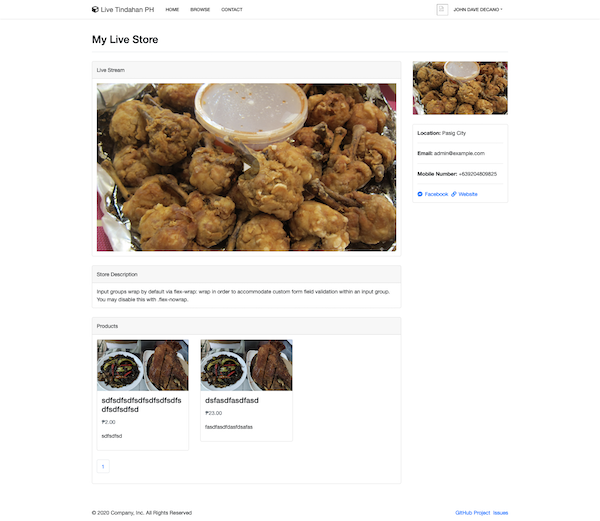 Live Tindahan PH HOME BROWSE CONTACT JOHN DAVE DECANO
My Live Store
Live Stream
Location: Pasig City
Email: admin@example.com
Mobile Number: +639204809825
Facebook Website
Store Description
Input groups wrap by default via flex-wrap: wrap in order to accommodate custom form field validation within an input group.
You may disable this with .flex-nowrap.
Products
sdfsdfsdfsdfsdfsdfsdfs
dfsdfsdfsd
₱2.00
sdfsdfsd
dsfasdfasdfasd
₱23.00
fasdfasdfdasfdsafas
1
© 2020 Company, Inc. All Rights Reserved
GitHub Project Issues